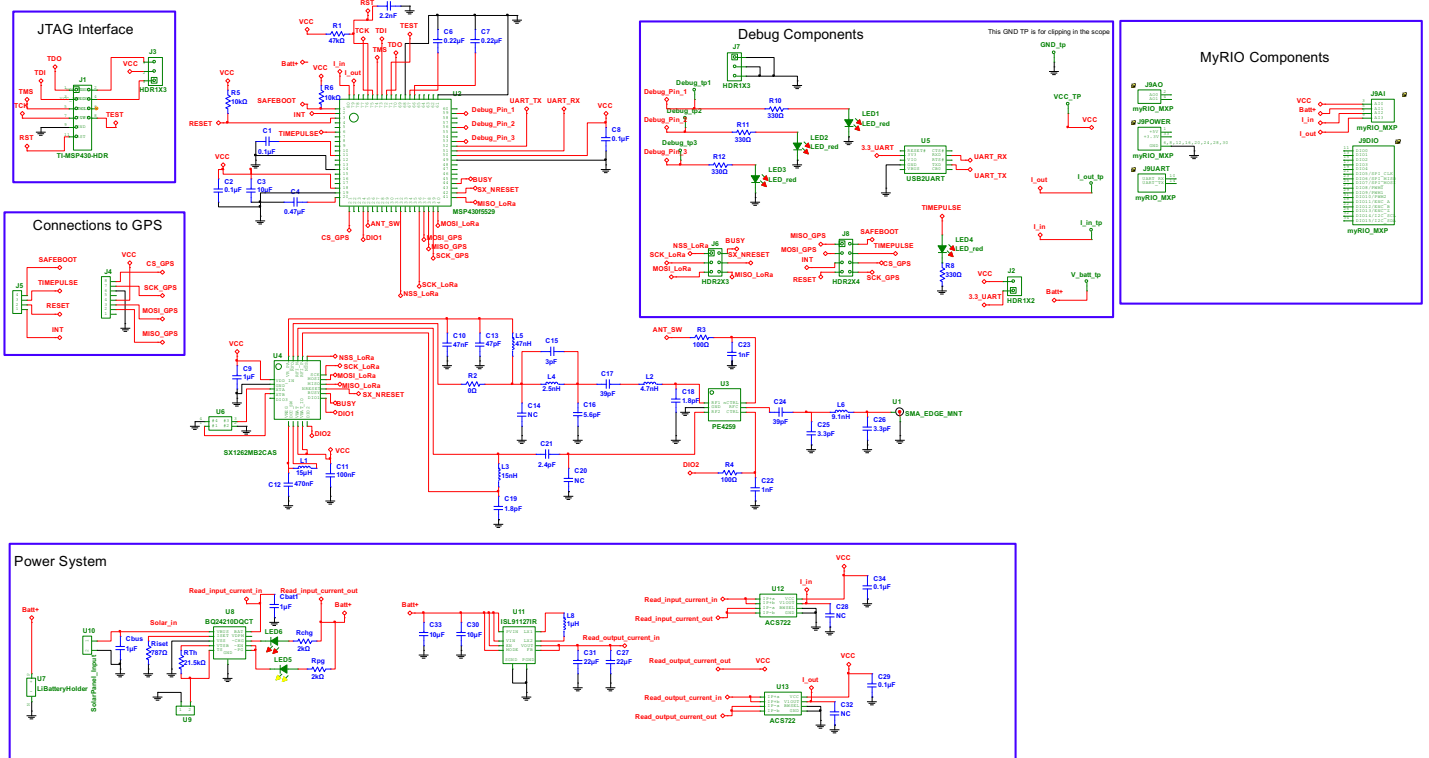 JTAG Interface
TDO
TDI
TMS
TCK
RST
J1
TI-MSP430-HDR
VCC
J3
HDR1X3
TEST
Connections to GPS
SAFEBOOT
TIMEPULSE
RESET
INT
J5
VCC
J4
CS_GPS
SCK_GPS
MOSI_GPS
MISO_GPS
RST
2.2nF
VCC
R1
47kΩ
TCK
TDI
TMS
TDO
TEST
C6
0.22µF
C7
0.22µF
Batt+
I_in
I_out
VCC
R5
10kΩ
VCC
R6
10kΩ
SAFEBOOT
INT
RESET
TIMEPULSE
C1
0.1µF
VCC
C2
0.1µF
C3
10µF
C4
0.47µF
U2
MSP430f5529
Debug_Pin_1
Debug_Pin_2
Debug_Pin_3
UART_TX
UART_RX
VCC
C8
0.1µF
BUSY
SX_NRESET
MISO_LoRa
CS_GPS
DIO1
ANT_SW
MOSI_LoRa
MOSI_GPS
MISO_GPS
SCK_GPS
SCK_LoRa
NSS_LoRa
Debug Components
This GND TP is for clipping in the scope
J7
HDR1X3
GND_tp
Debug_tp1
Debug_Pin_1
Debug_tp2
Debug_Pin_2
Debug_tp3
Debug_Pin_3
R10
330Ω
R11
330Ω
R12
330Ω
LED1
LED_red
LED2
LED_red
LED3
LED_red
VCC_TP
VCC
U5
3.3_UART
USB2UART
UART_RX
UART_TX
I_out
I_out_tp
I_in
I_in_tp
TIMEPULSE
LED4
LED_red
R8
330Ω
NSS_LoRa
SCK_LoRa
MOSI_LoRa
J6
HDR2X3
BUSY
SX_NRESET
MISO_LoRa
MISO_GPS
MOSI_GPS
INT
RESET
J8
HDR2X4
SAFEBOOT
TIMEPULSE
CS_GPS
SCK_GPS
VCC
3.3_UART
J2
HDR1X2
V_batt_tp
Batt+
MyRIO Components
J9AO
myRIO_MXP
J9POWER
myRIO_MXP
J9UART
myRIO_MXP
VCC
Batt+
I_in
I_out
J9AI
myRIO_MXP
J9DIO
myRIO_MXP
VCC
C9
1µF
U4
SX1262MB2CAS
U6
NSS_LoRa
SCK_LoRa
MOSI_LoRa
MISO_LoRa
SX_NRESET
BUSY
DIO1
DIO2
VCC
L1
15µH
C12
470nF
C11
100nF
C10
47nF
C13
47pF
L5
47nH
R2
0Ω
C15
3pF
L4
2.5nH
C14
NC
C16
5.6pF
C17
39pF
L2
4.7nH
C18
1.8pF
C21
2.4pF
L3
15nH
C20
NC
C19
1.8pF
ANT_SW
R3
100Ω
C23
1nF
U3
PE4259
DIO2
R4
100Ω
C22
1nF
C24
39pF
C25
3.3pF
L6
9.1nH
C26
3.3pF
U1
SMA_EDGE_MNT
Power System
Batt+
U7
LiBatteryHolder
U10
SolarPanel_Input
Cbus
1µF
Solar_in
Riset
787Ω
RTh
21.5kΩ
U9
Read_input_current_in
U8
BQ24210DQCT
Cbat1
1µF
Read_input_current_out
Batt+
LED6
LED5
Rchg
2kΩ
Rpg
2kΩ
Batt+
C33
10µF
C30
10µF
U11
ISL91127IR
L8
1µH
Read_output_current_in
C31
22µF
C27
22µF
Read_input_current_in
Read_input_current_out
U12
ACS722
I_in
VCC
C28
NC
C34
0.1µF
Read_output_current_out
VCC
Read_output_current_in
Read_output_current_out
U13
ACS722
I_out
VCC
C32
NC
C29
0.1µF